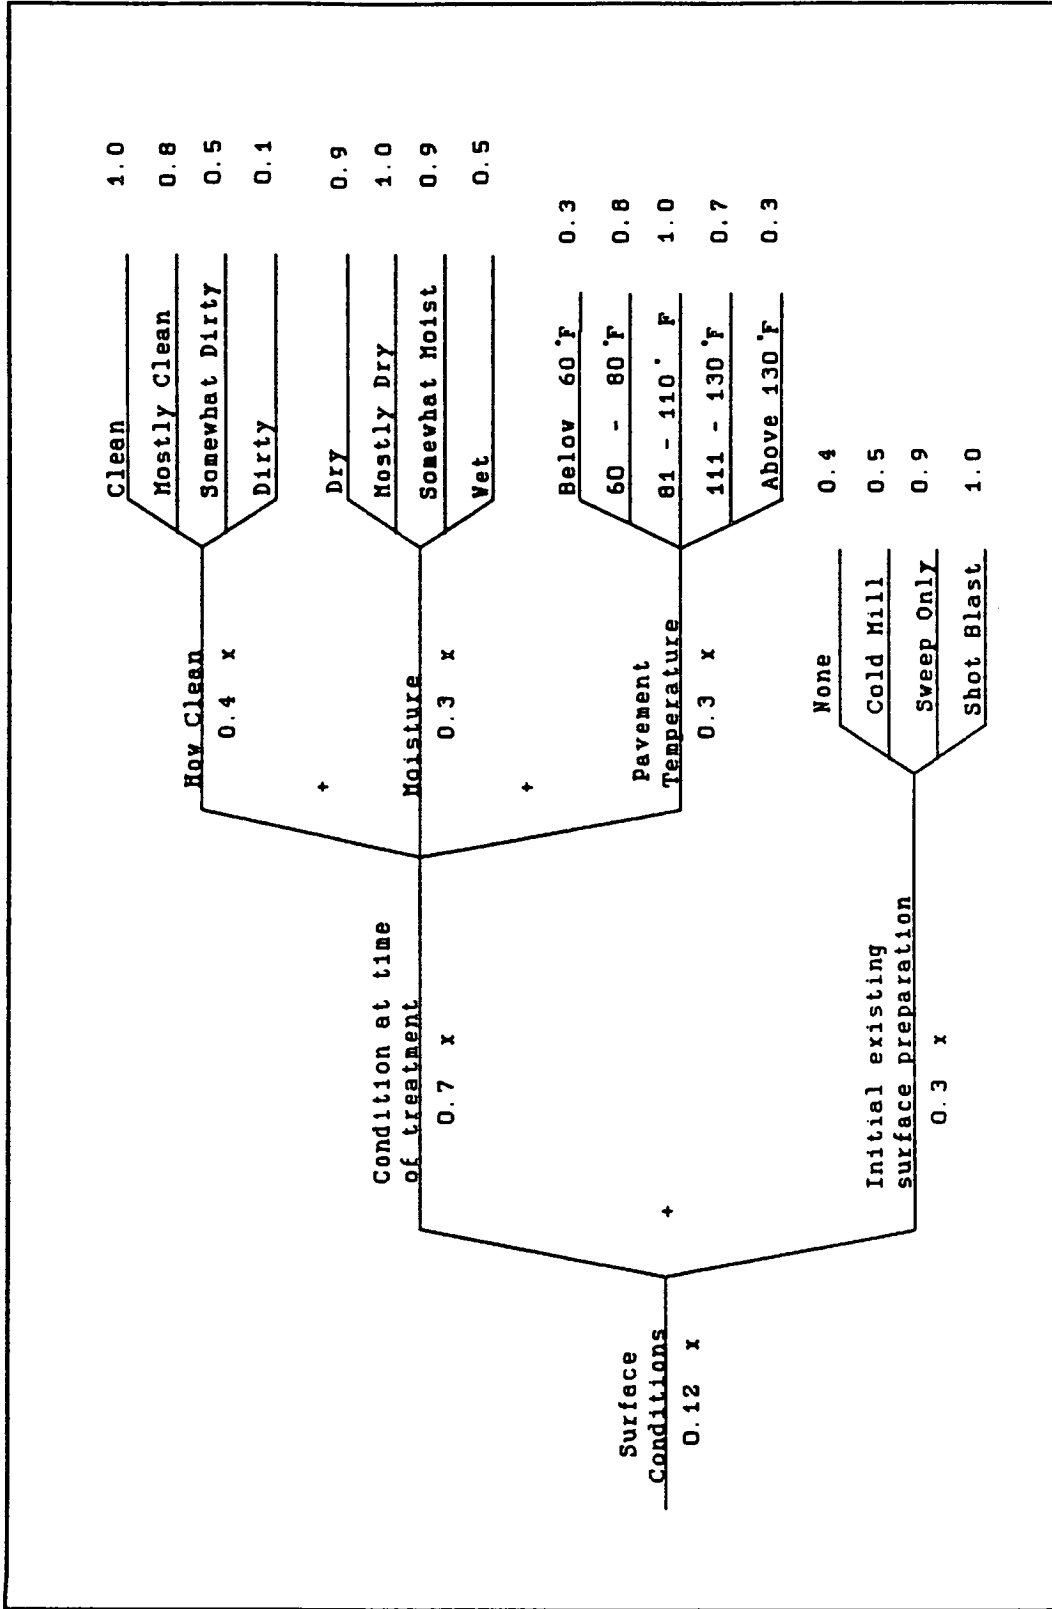 Surface
Conditions
0.12 x
Condition at time
of treatment
0.7 x
+
Initial existing
surface preparation
0.3 x
How Clean
0.4 x
+
Moisture
0.3 x
+
Pavement
Temperature
0.3 x
Clean 1.0
Mostly Clean 0.8
Somewhat Dirty 0.5
Dirty 0.1
Dry 0.9
Mostly Dry 1.0
Somewhat Moist 0.9
Wet 0.5
Below 60°F 0.3
60 - 80°F 0.8
81 - 110° F 1.0
111 - 130°F 0.7
Above 130°F 0.3
None 0.4
Cold Mill 0.5
Sweep Only 0.9
Shot Blast 1.0